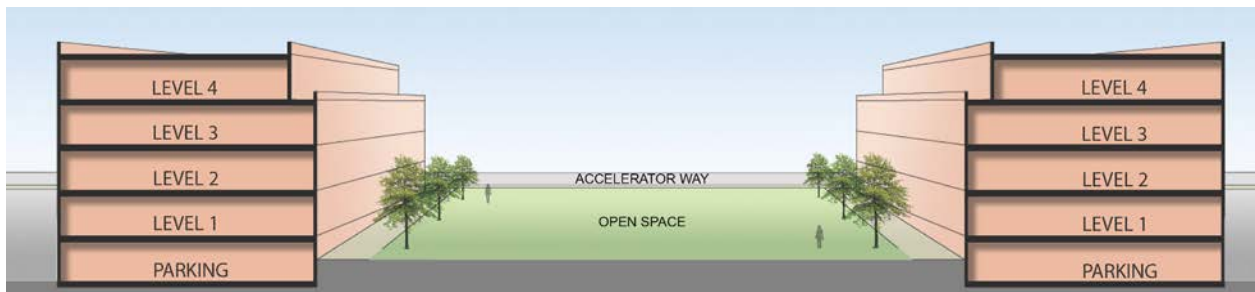 LEVEL 4
LEVEL 3
LEVEL 2
LEVEL 1
PARKING
ACCELERATOR WAY
OPEN SPACE
LEVEL 4
LEVEL 3
LEVEL 2
LEVEL 1
PARKING